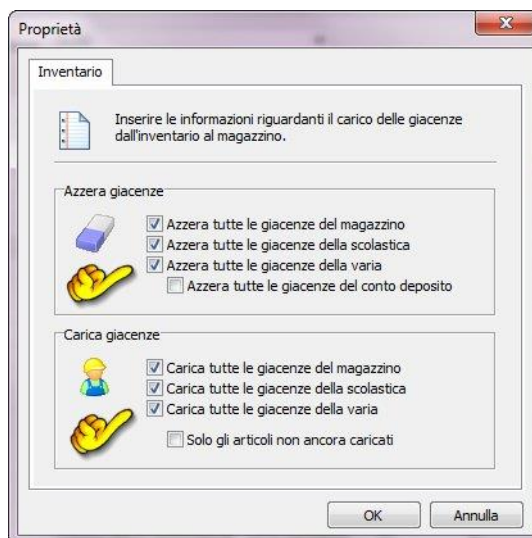 Proprietà
Inventario
Inserire le informazioni riguardanti il carico delle giacenze
dall'inventario al magazzino.
Azzera giacenze
Azzera tutte le giacenze del magazzino
Azzera tutte le giacenze della scolastica
Azzera tutte le giacenze della varia
Azzera tutte le giacenze del conto deposito
Carica giacenze
Carica tutte le giacenze del magazzino
Carica tutte le giacenze della scolastica
Carica tutte le giacenze della varia
Solo gli articoli non ancora caricati
OK Annulla